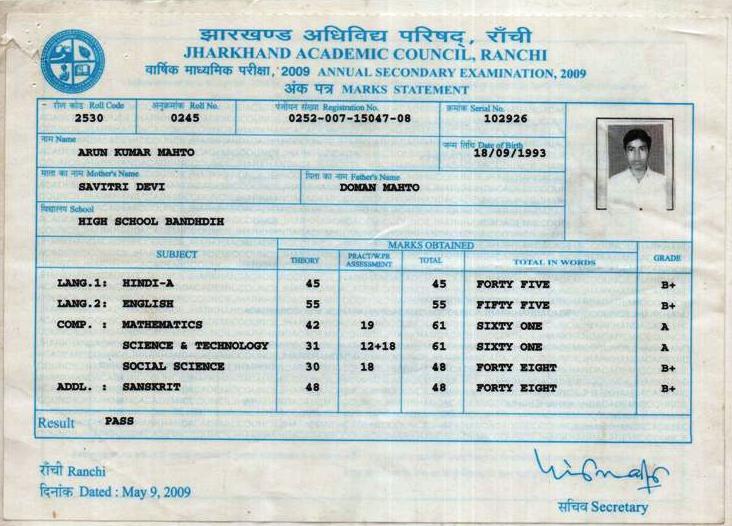 झारखण्ड अधिविद्य परिषद्, राँची
JHARKHAND ACADEMIC COUNCIL, RANCHI
वार्षिक माध्यमिक परीक्षा, 2009 ANNUAL SECONDARY EXAMINATION, 2009
अंक पत्र MARKS STATEMENT
रोल कोड Roll Code अनुक्रमांक Roll No. पंजीयन संख्या Registration No. क्रमांक Serial No.
2530 0245 0252-007-15047-08 102926
नाम Name जन्म तिथि Date of Birth
ARUN KUMAR MAHTO 18/09/1993
माता का नाम Mother's Name पिता का नाम Father's Name
SAVITRI DEVI DOMAN MAHTO
विद्यालय School
HIGH SCHOOL BANDHDIH
SUBJECT MARKS OBTAINED GRADE
THEORY PRACT/W.PR ASSESSMENT TOTAL TOTAL IN WORDS
LANG.1: HINDI-A 45 45 FORTY FIVE B+
LANG.2: ENGLISH 55 55 FIFTY FIVE B+
COMP. : MATHEMATICS 42 19 61 SIXTY ONE A
SCIENCE & TECHNOLOGY 31 12+18 61 SIXTY ONE A
SOCIAL SCIENCE 30 18 48 FORTY EIGHT B+
ADDL. : SANSKRIT 48 48 FORTY EIGHT B+
Result PASS
राँची Ranchi
दिनांक Dated : May 9, 2009
सचिव Secretary